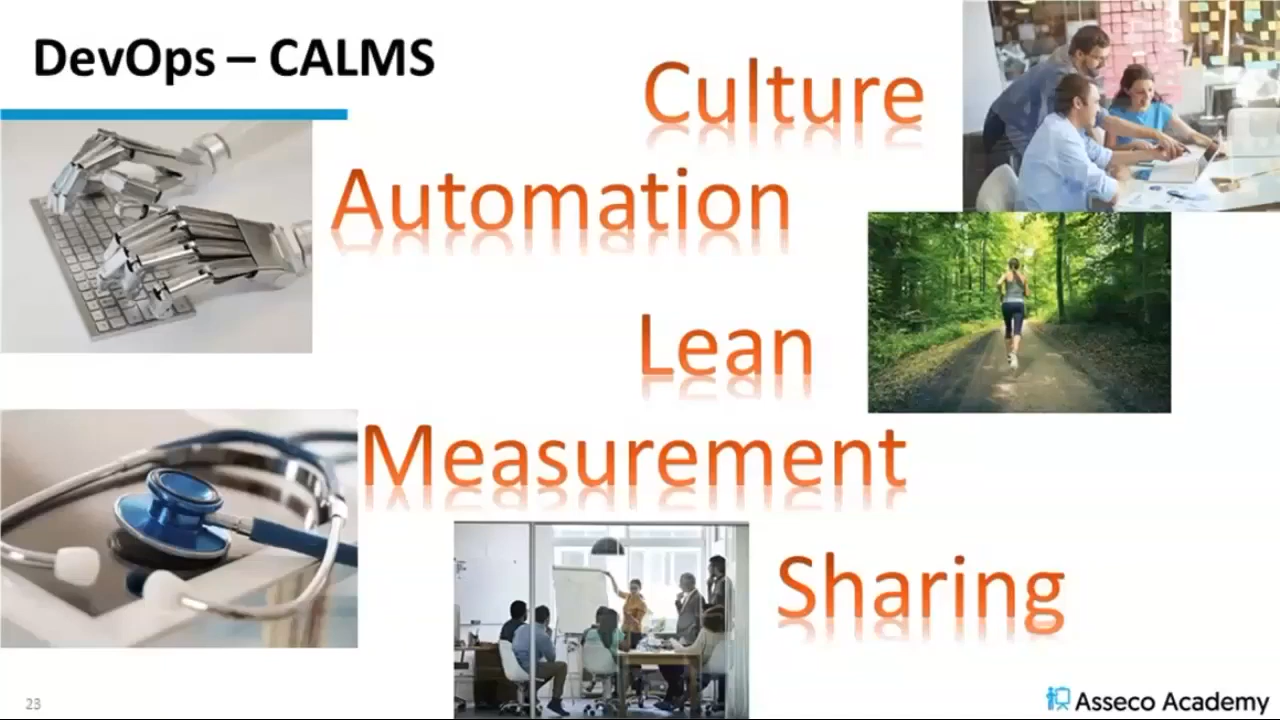 DevOps – CALMS
Culture
Automation
Lean
Measurement
Sharing
23
Asseco Academy